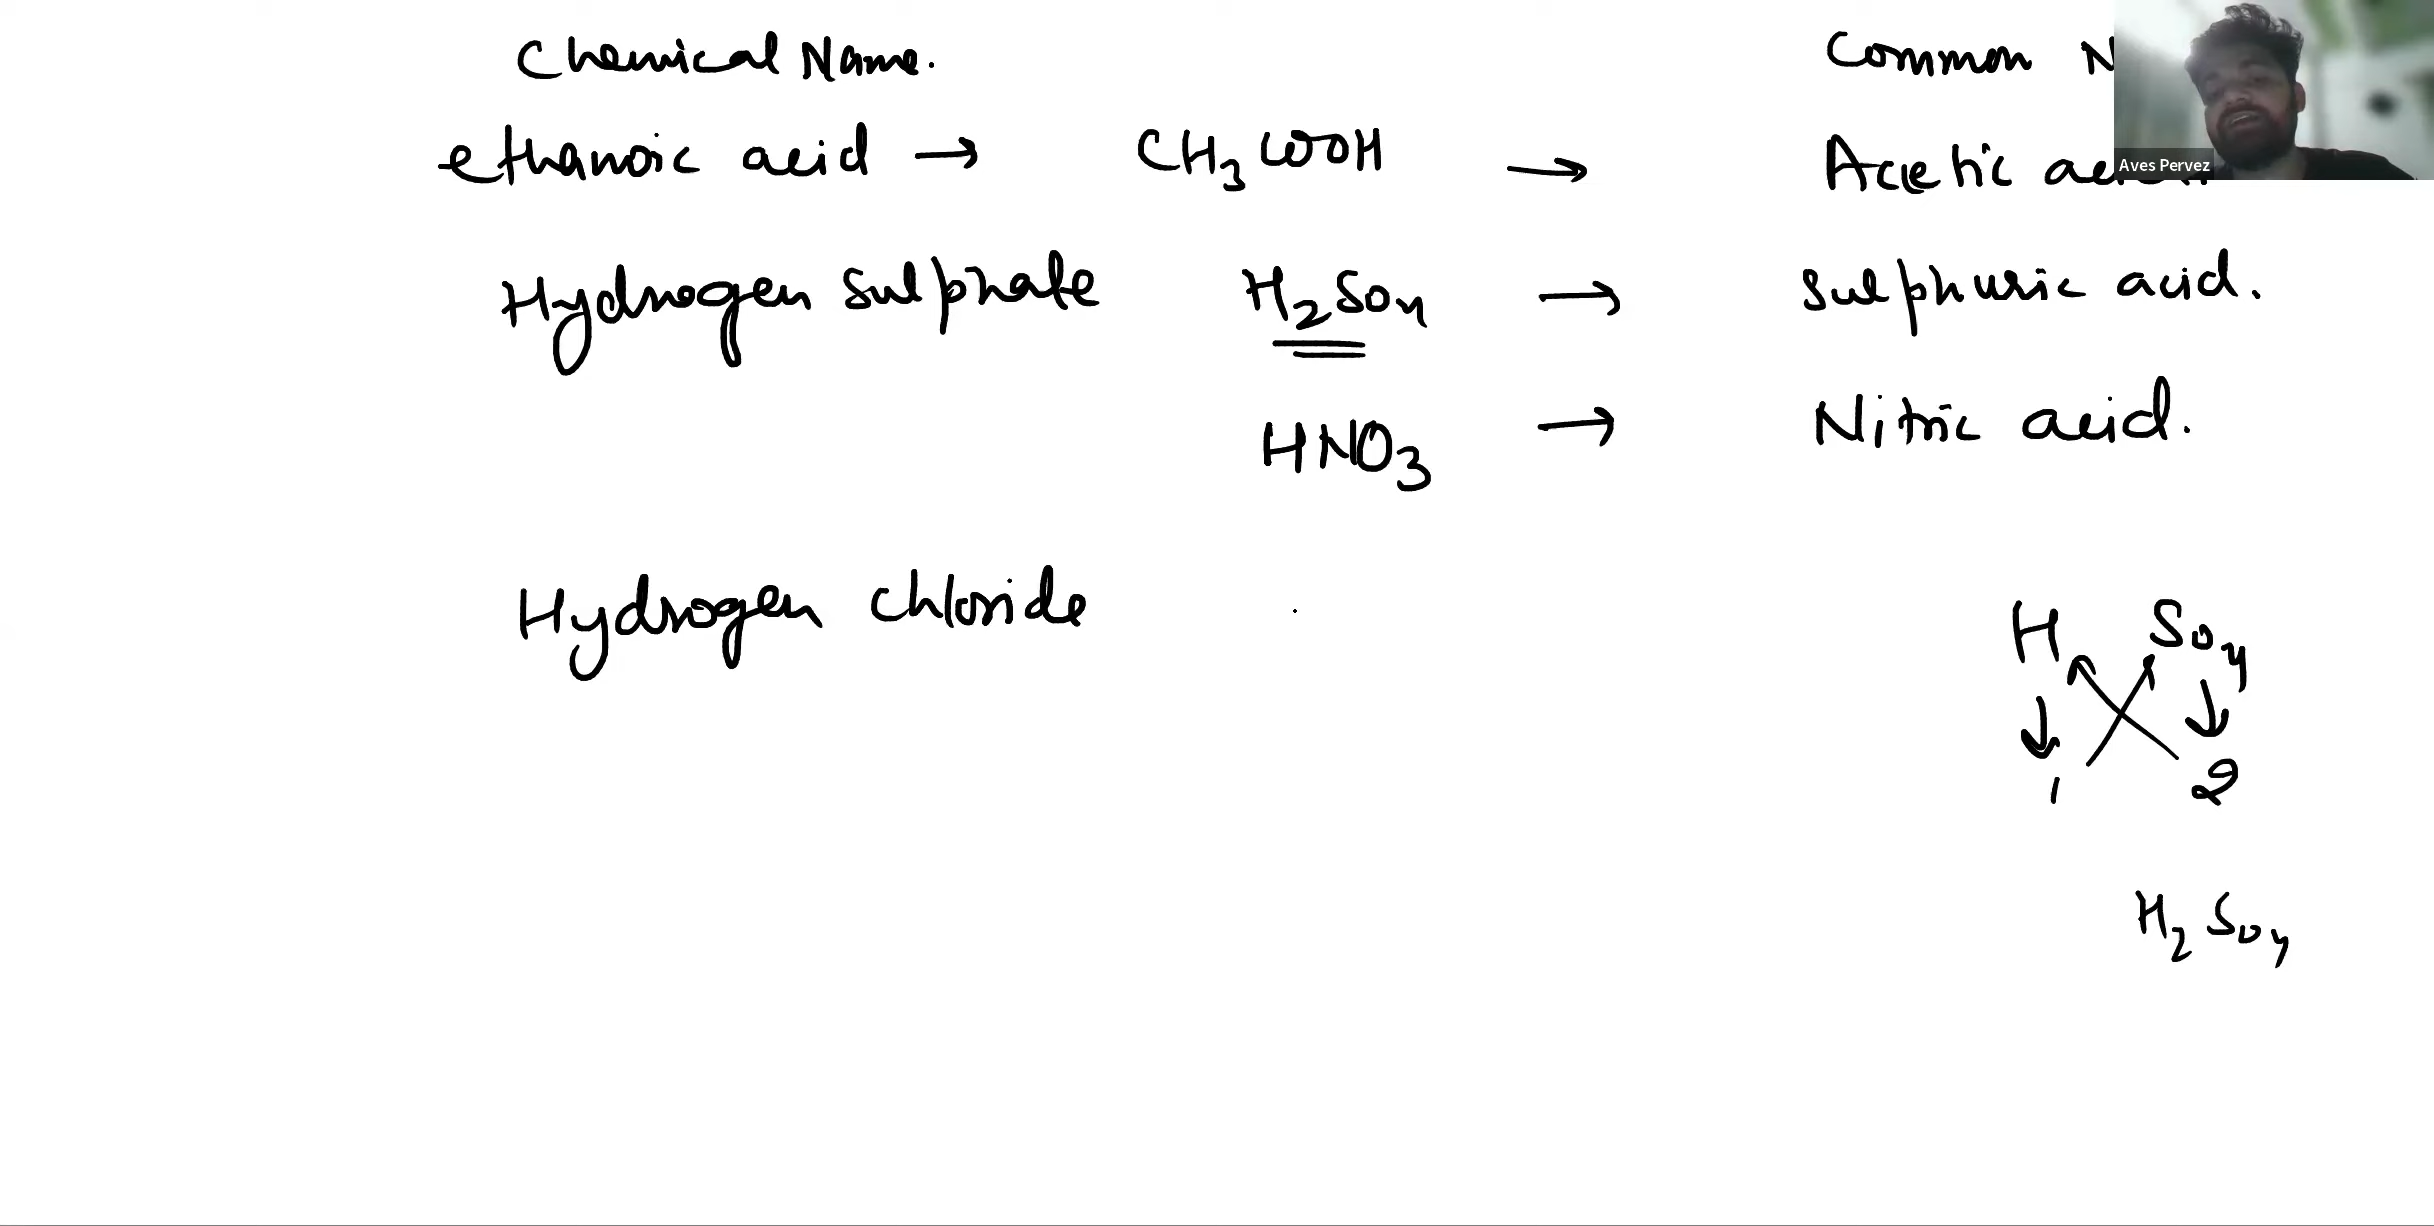 Chemical Name. Common N
ethanoic acid → CH3COOH → Acetic
Aves Pervez
Hydrogen sulphate H2SO4 → Sulphuric acid.
HNO3 → Nitric acid.
Hydrogen chloride
H SO4
1 2
H2SO4